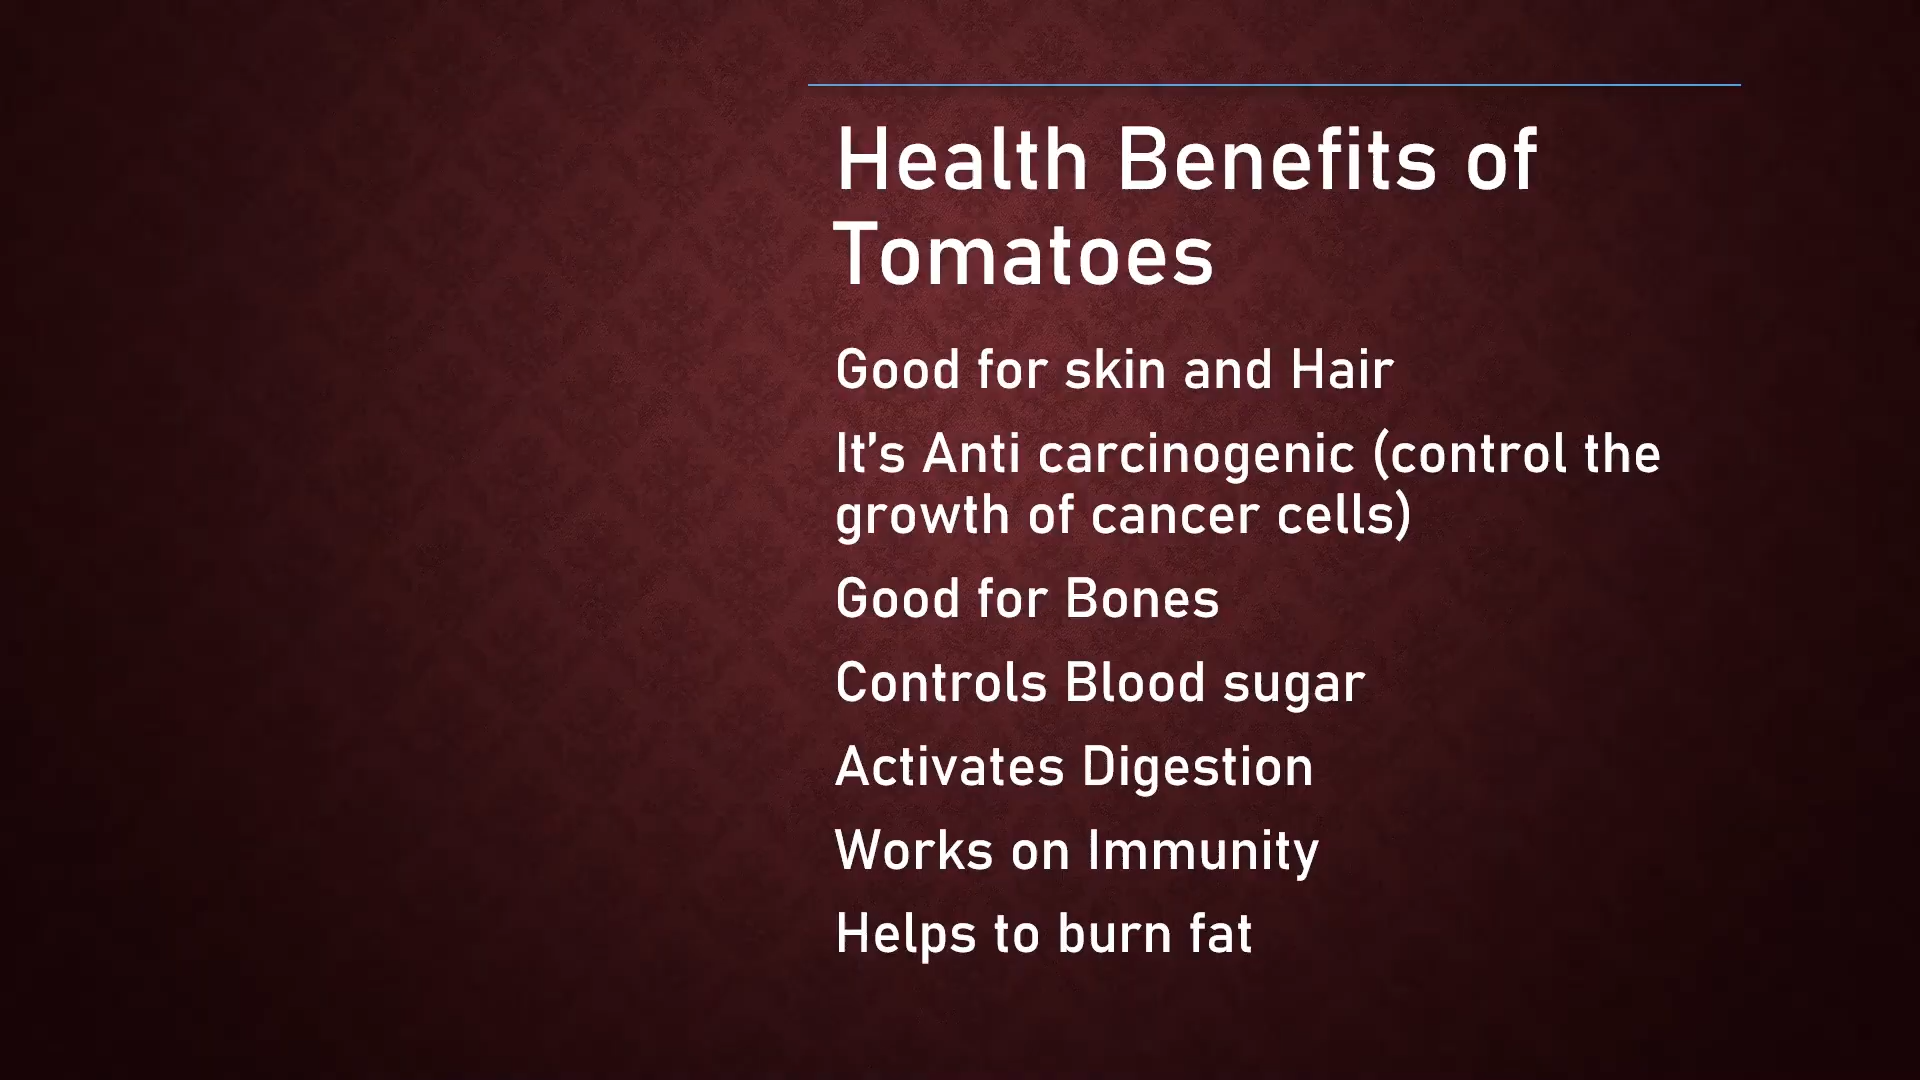 Health Benefits of
Tomatoes
Good for skin and Hair
It's Anti carcinogenic (control the
growth of cancer cells)
Good for Bones
Controls Blood sugar
Activates Digestion
Works on Immunity
Helps to burn fat